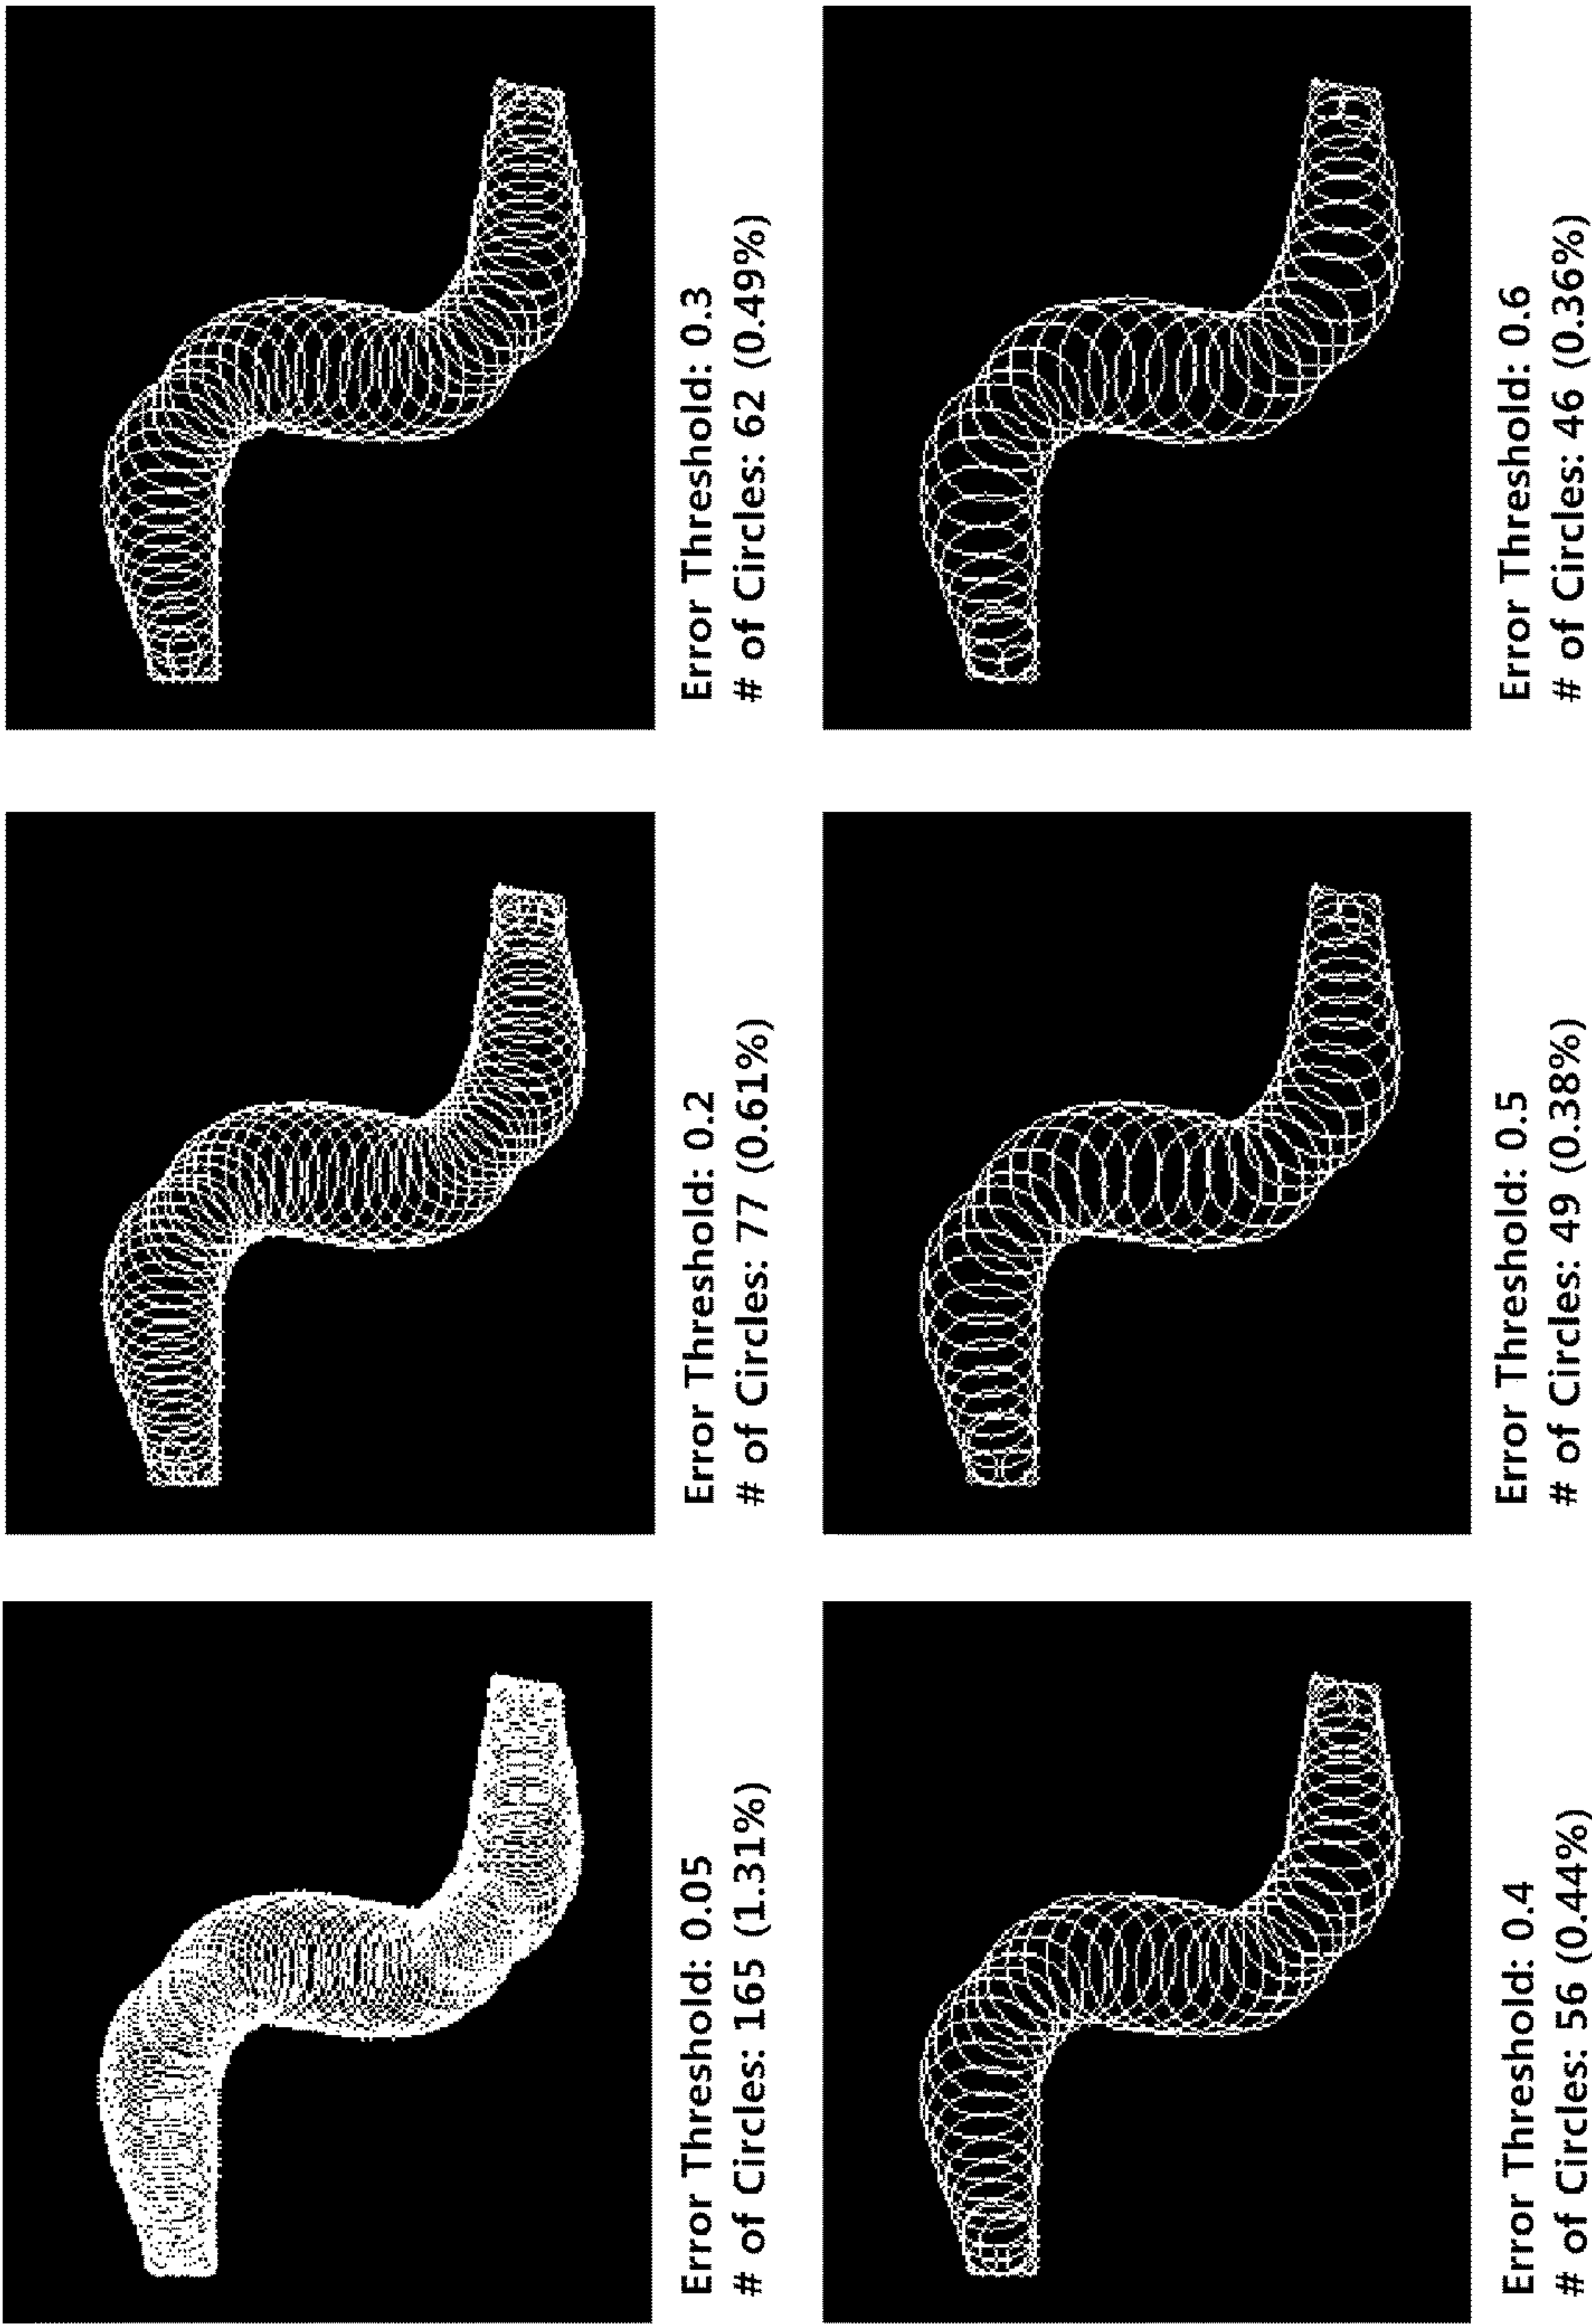 Error Threshold: 0.05
# of Circles: 165 (1.31%)
Error Threshold: 0.2
# of Circles: 77 (0.61%)
Error Threshold: 0.3
# of Circles: 62 (0.49%)
Error Threshold: 0.4
# of Circles: 56 (0.44%)
Error Threshold: 0.5
# of Circles: 49 (0.38%)
Error Threshold: 0.6
# of Circles: 46 (0.36%)